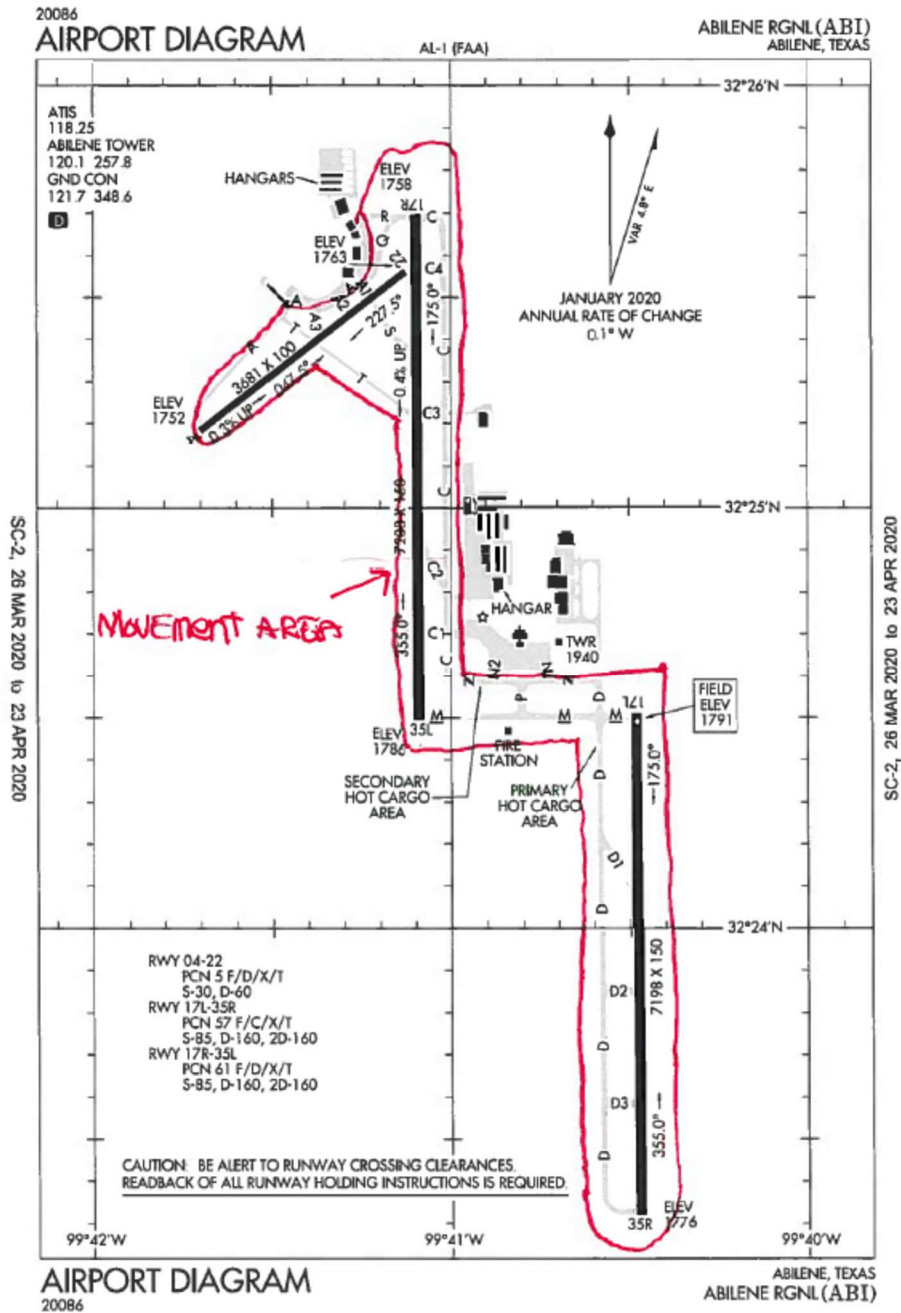 20086
AIRPORT DIAGRAM
AL-1 (FAA)
ABILENE RGNL (ABI)
ABILENE, TEXAS
32°26'N
ATIS
118.25
ABILENE TOWER
120.1 257.8
GND CON
121.7 348.6
D
HANGARS
ELEV
1758
17R
R
C
Q
ELEV
1763
22
C4
VAR 4.8° E
JANUARY 2020
ANNUAL RATE OF CHANGE
0.1° W
A
A1
A2
A3
T
S
227.5°
175.0°
C
A
3681 X 100
0.3% UP
047.5°
0.4% UP
T
C3
ELEV
1752
C
32°25'N
C2
HANGAR
MOVEMENT AREA
355.0°
C1
C
TWR
1940
N
N2
N
N
P
D
17L
FIELD
ELEV
1791
M
M
M
35L
ELEV
1786
FIRE
STATION
SECONDARY
HOT CARGO
AREA
PRIMARY
HOT CARGO
AREA
D
175.0°
D1
D
32°24'N
RWY 04-22
PCN 5 F/D/X/T
S-30, D-60
RWY 17L-35R
PCN 57 F/C/X/T
S-85, D-160, 2D-160
RWY 17R-35L
PCN 61 F/D/X/T
S-85, D-160, 2D-160
D2
7198 X 150
D
D3
355.0°
D
CAUTION: BE ALERT TO RUNWAY CROSSING CLEARANCES.
READBACK OF ALL RUNWAY HOLDING INSTRUCTIONS IS REQUIRED.
35R
ELEV
1776
99°42'W
99°41'W
99°40'W
SC-2, 26 MAR 2020 to 23 APR 2020
SC-2, 26 MAR 2020 to 23 APR 2020
AIRPORT DIAGRAM
20086
ABILENE, TEXAS
ABILENE RGNL (ABI)